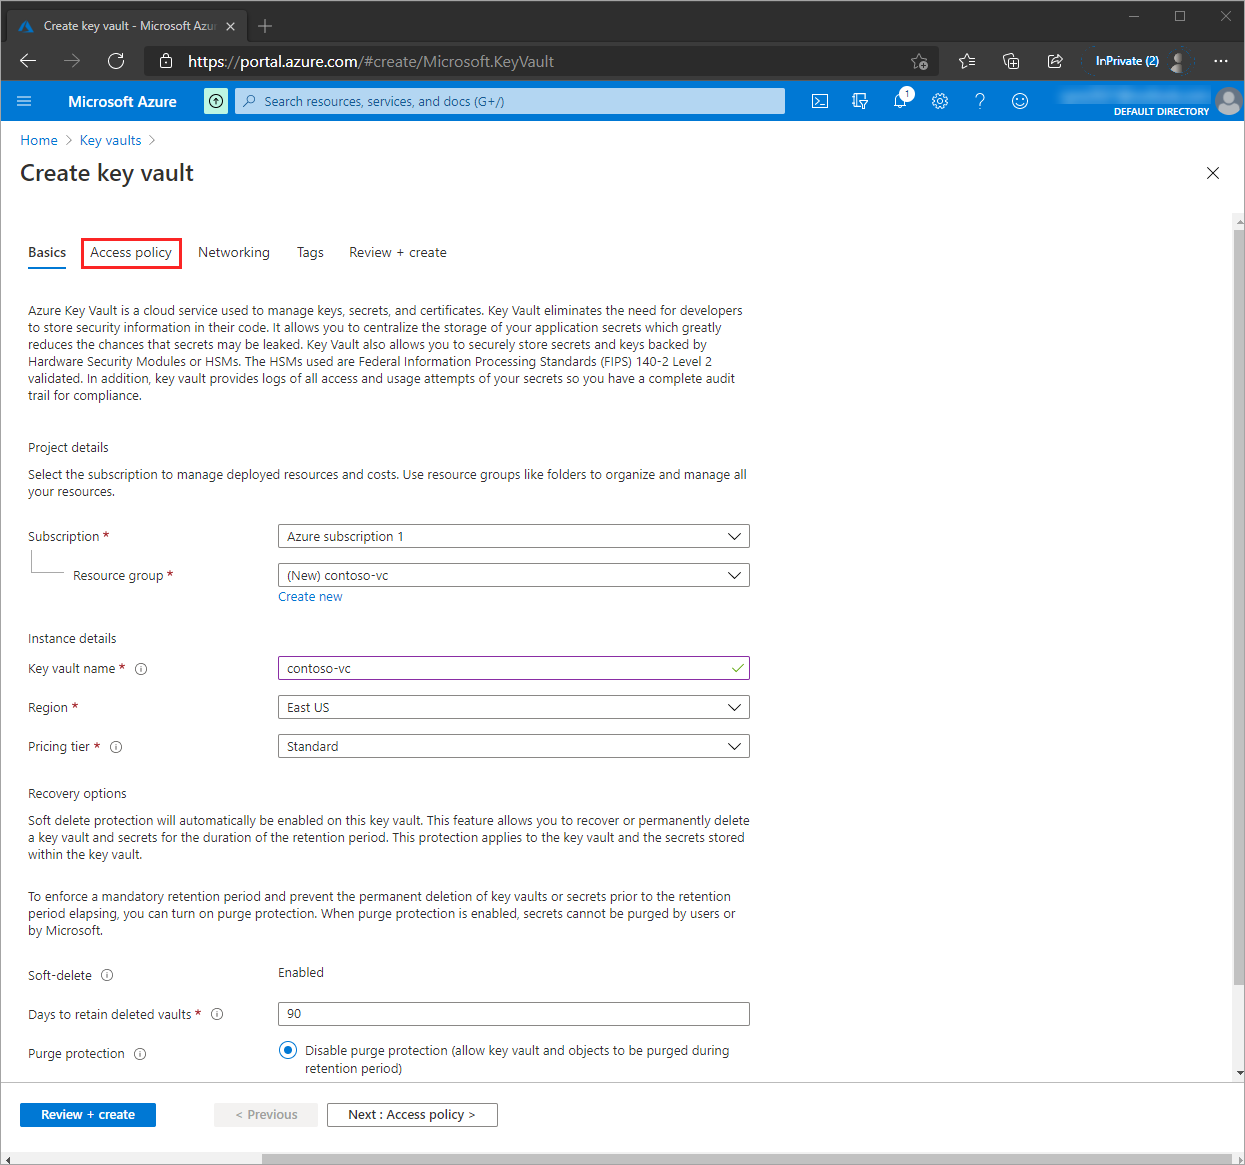 Create key vault - Microsoft Azu
https://portal.azure.com/#create/Microsoft.KeyVault
InPrivate (2)
Microsoft Azure
Search resources, services, and docs (G+/)
1
DEFAULT DIRECTORY
Home > Key vaults >
Create key vault
Basics Access policy Networking Tags Review + create
Azure Key Vault is a cloud service used to manage keys, secrets, and certificates. Key Vault eliminates the need for developers
to store security information in their code. It allows you to centralize the storage of your application secrets which greatly
reduces the chances that secrets may be leaked. Key Vault also allows you to securely store secrets and keys backed by
Hardware Security Modules or HSMs. The HSMs used are Federal Information Processing Standards (FIPS) 140-2 Level 2
validated. In addition, key vault provides logs of all access and usage attempts of your secrets so you have a complete audit
trail for compliance.
Project details
Select the subscription to manage deployed resources and costs. Use resource groups like folders to organize and manage all
your resources.
Subscription * Azure subscription 1
Resource group * (New) contoso-vc
Create new
Instance details
Key vault name * contoso-vc
Region * East US
Pricing tier * Standard
Recovery options
Soft delete protection will automatically be enabled on this key vault. This feature allows you to recover or permanently delete
a key vault and secrets for the duration of the retention period. This protection applies to the key vault and the secrets stored
within the key vault.
To enforce a mandatory retention period and prevent the permanent deletion of key vaults or secrets prior to the retention
period elapsing, you can turn on purge protection. When purge protection is enabled, secrets cannot be purged by users or
by Microsoft.
Soft-delete Enabled
Days to retain deleted vaults * 90
Purge protection Disable purge protection (allow key vault and objects to be purged during
retention period)
Review + create < Previous Next : Access policy >